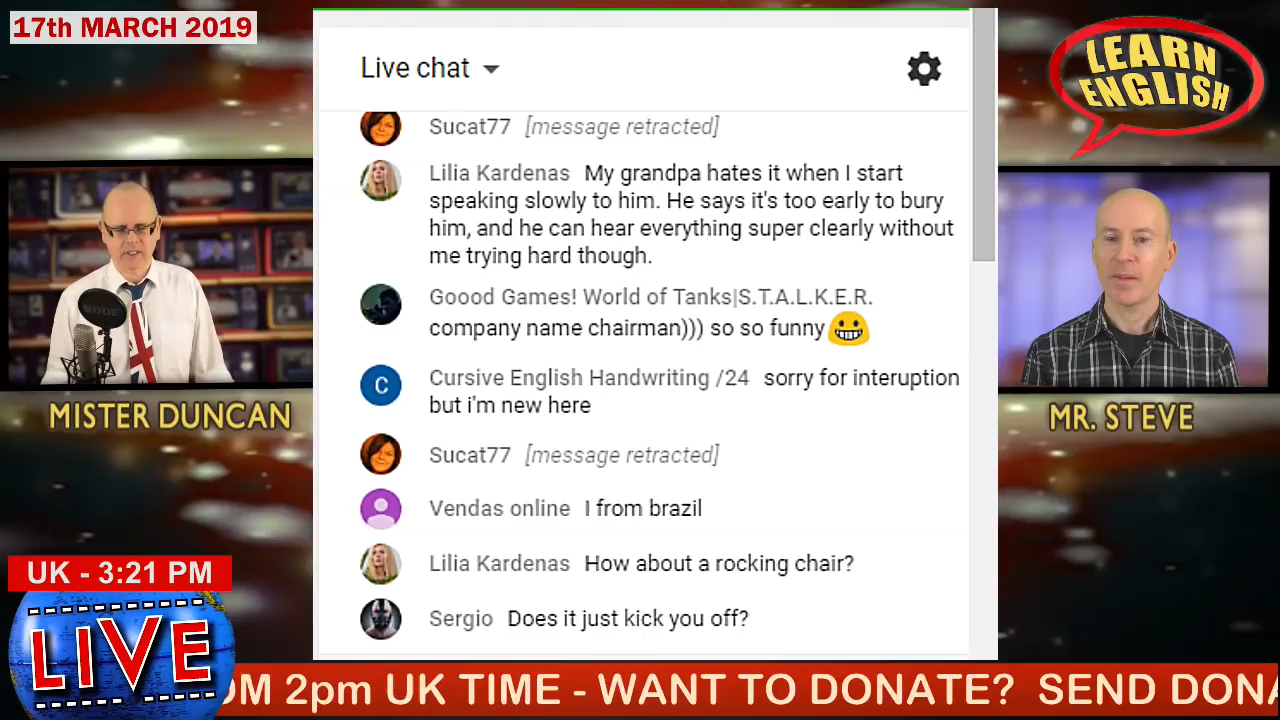 17th MARCH 2019
LEARN
ENGLISH
Live chat
Sucat77 [message retracted]
Lilia Kardenas My grandpa hates it when I start
speaking slowly to him. He says it's too early to bury
him, and he can hear everything super clearly without
me trying hard though.
Goood Games! World of Tanks|S.T.A.L.K.E.R.
company name chairman))) so so funny
C
Cursive English Handwriting /24 sorry for interuption
but i'm new here
Sucat77 [message retracted]
Vendas online I from brazil
Lilia Kardenas How about a rocking chair?
Sergio Does it just kick you off?
RODE
MISTER DUNCAN
MR. STEVE
UK - 3:21 PM
LIVE
OM 2pm UK TIME - WANT TO DONATE? SEND DONA